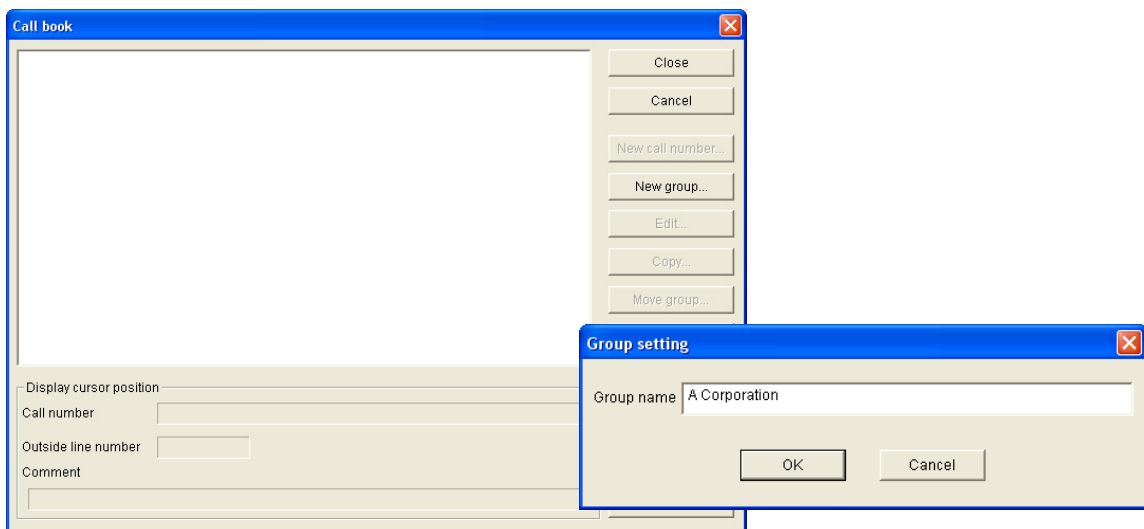 Call book
Close
Cancel
New call number...
New group...
Edit...
Copy...
Move group...
Display cursor position
Call number
Outside line number
Comment
Group setting
Group name A Corporation
OK Cancel